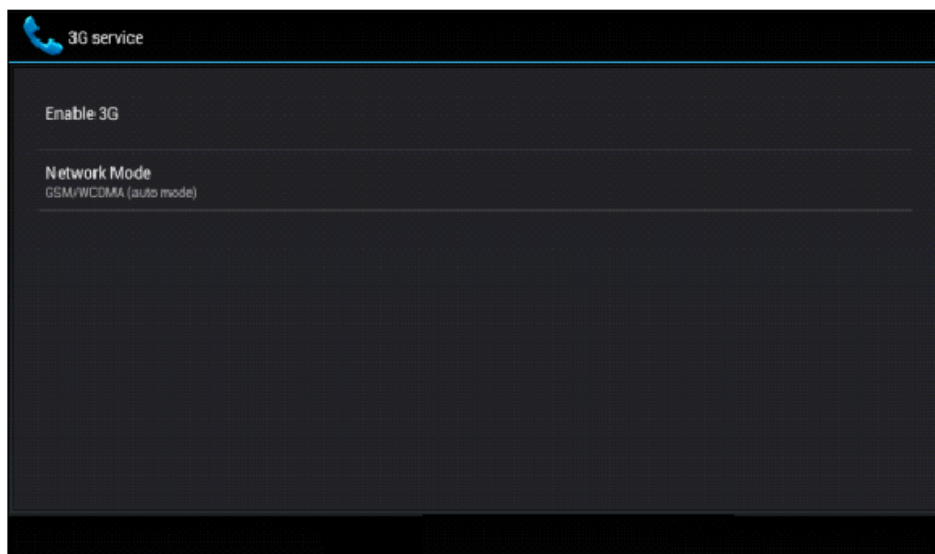 3G service
Enable 3G
Network Mode
GSM/WCDMA (auto mode)